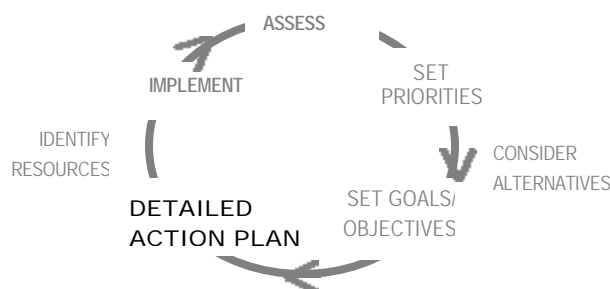 ASSESS
SET
PRIORITIES
CONSIDER
ALTERNATIVES
SET GOALS/
OBJECTIVES
DETAILED
ACTION PLAN
IDENTIFY
RESOURCES
IMPLEMENT